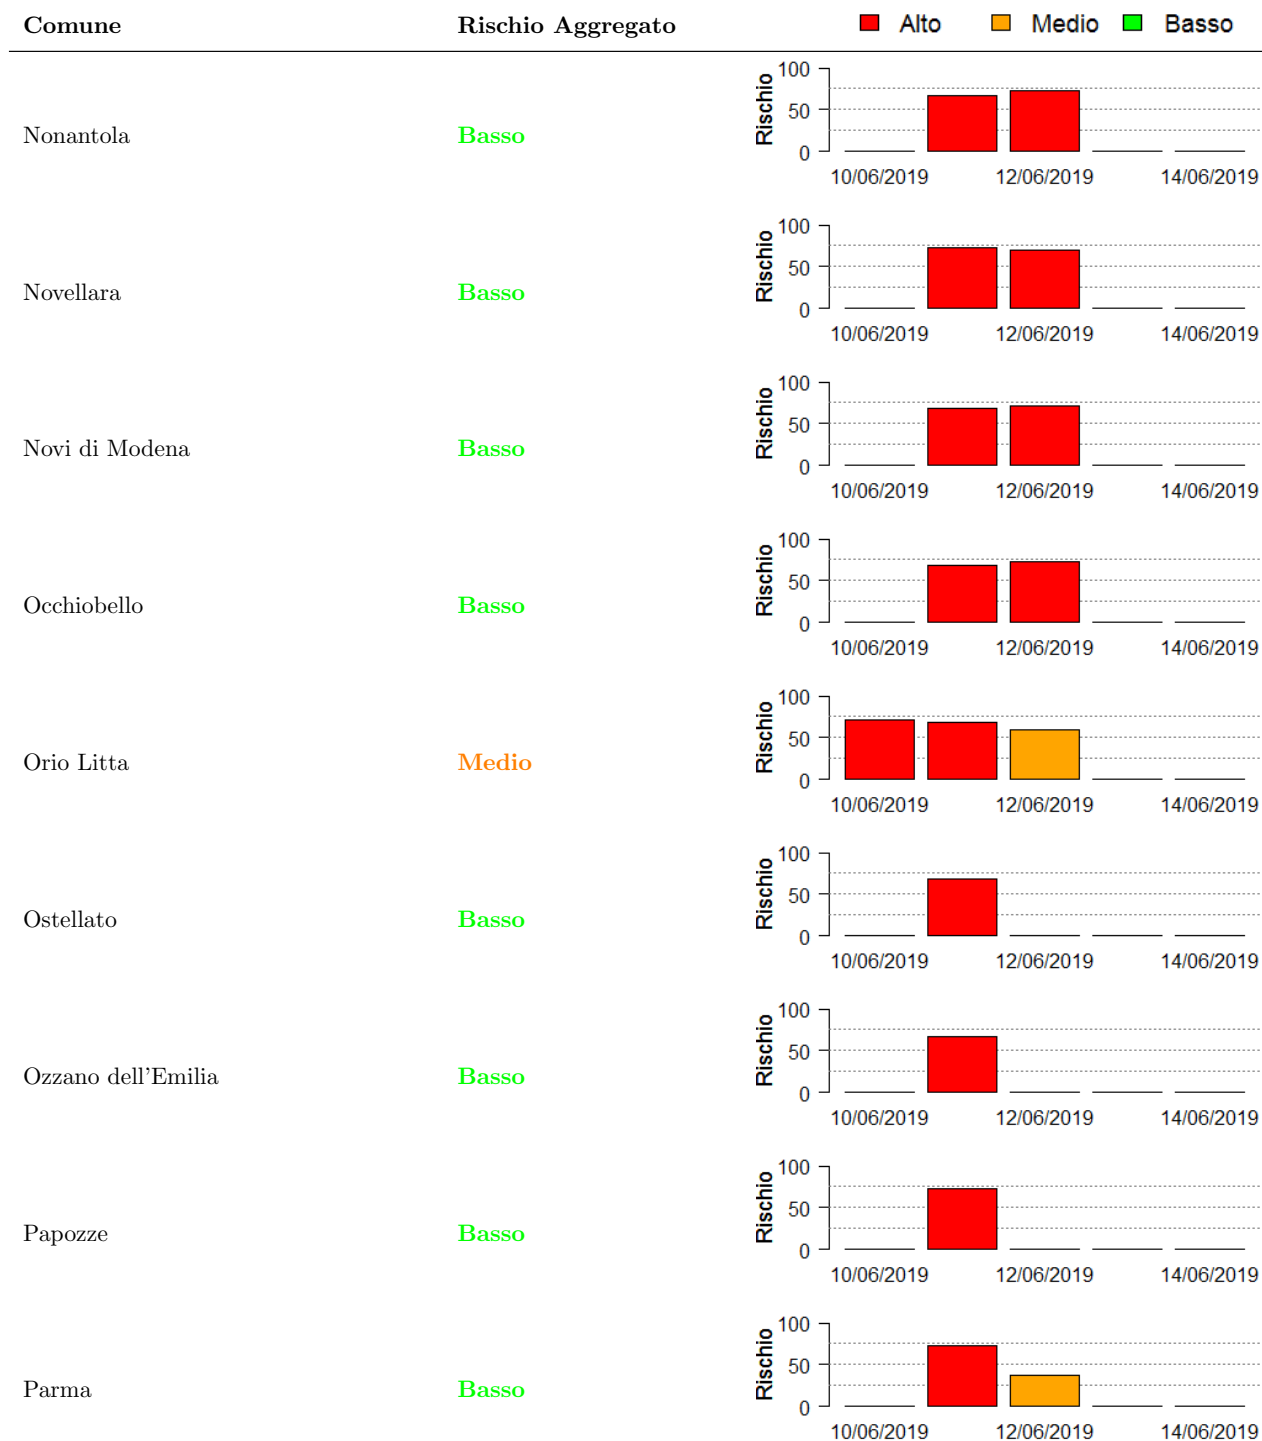 Comune Rischio Aggregato Alto Medio Basso
Nonantola Basso Rischio 100 50 0
10/06/2019 12/06/2019 14/06/2019
Novellara Basso Rischio 100 50 0
10/06/2019 12/06/2019 14/06/2019
Novi di Modena Basso Rischio 100 50 0
10/06/2019 12/06/2019 14/06/2019
Occhiobello Basso Rischio 100 50 0
10/06/2019 12/06/2019 14/06/2019
Orio Litta Medio Rischio 100 50 0
10/06/2019 12/06/2019 14/06/2019
Ostellato Basso Rischio 100 50 0
10/06/2019 12/06/2019 14/06/2019
Ozzano dell'Emilia Basso Rischio 100 50 0
10/06/2019 12/06/2019 14/06/2019
Papozze Basso Rischio 100 50 0
10/06/2019 12/06/2019 14/06/2019
Parma Basso Rischio 100 50 0
10/06/2019 12/06/2019 14/06/2019